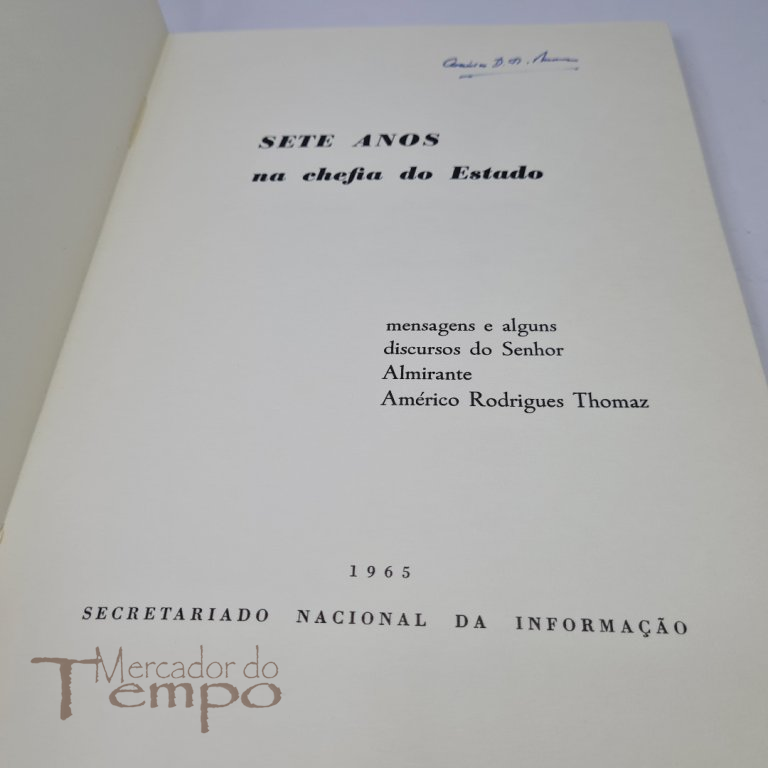 SETE ANOS
na chefia do Estado
mensagens e alguns
discursos do Senhor
Almirante
Américo Rodrigues Thomaz
1965
SECRETARIADO NACIONAL DA INFORMAÇÃO
Mercador do
Tempo